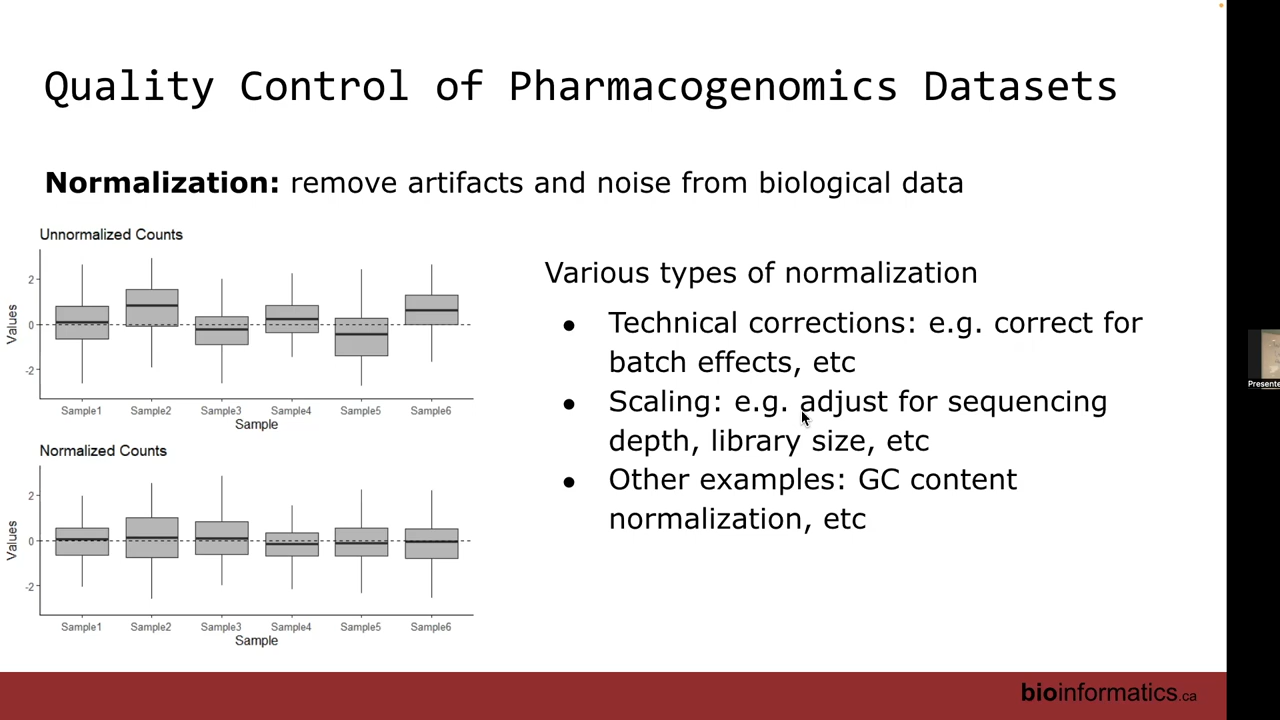 Quality Control of Pharmacogenomics Datasets
Normalization: remove artifacts and noise from biological data
Unnormalized Counts
Values
2
0
-2
Sample1 Sample2 Sample3 Sample4 Sample5 Sample6
Sample
Normalized Counts
Values
2
0
-2
Sample1 Sample2 Sample3 Sample4 Sample5 Sample6
Sample
Various types of normalization
● Technical corrections: e.g. correct for
batch effects, etc
● Scaling: e.g. adjust for sequencing
depth, library size, etc
● Other examples: GC content
normalization, etc
Presente
bioinformatics.ca